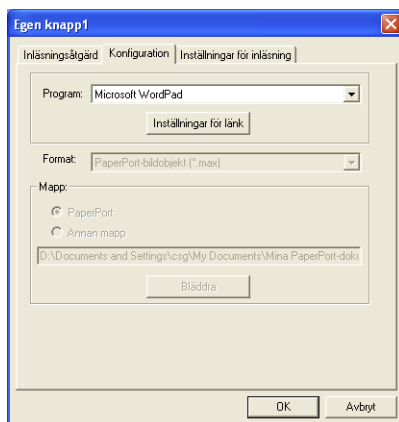 Egen knapp1
Inläsningsåtgärd Konfiguration Inställningar för inläsning
Program: Microsoft WordPad
Inställningar för länk
Format: PaperPort-bildobjekt (*.max)
Mapp:
PaperPort
Annan mapp
D:\Documents and Settings\csg\My Documents\Mina PaperPort-doku
Bläddra
OK Avbryt